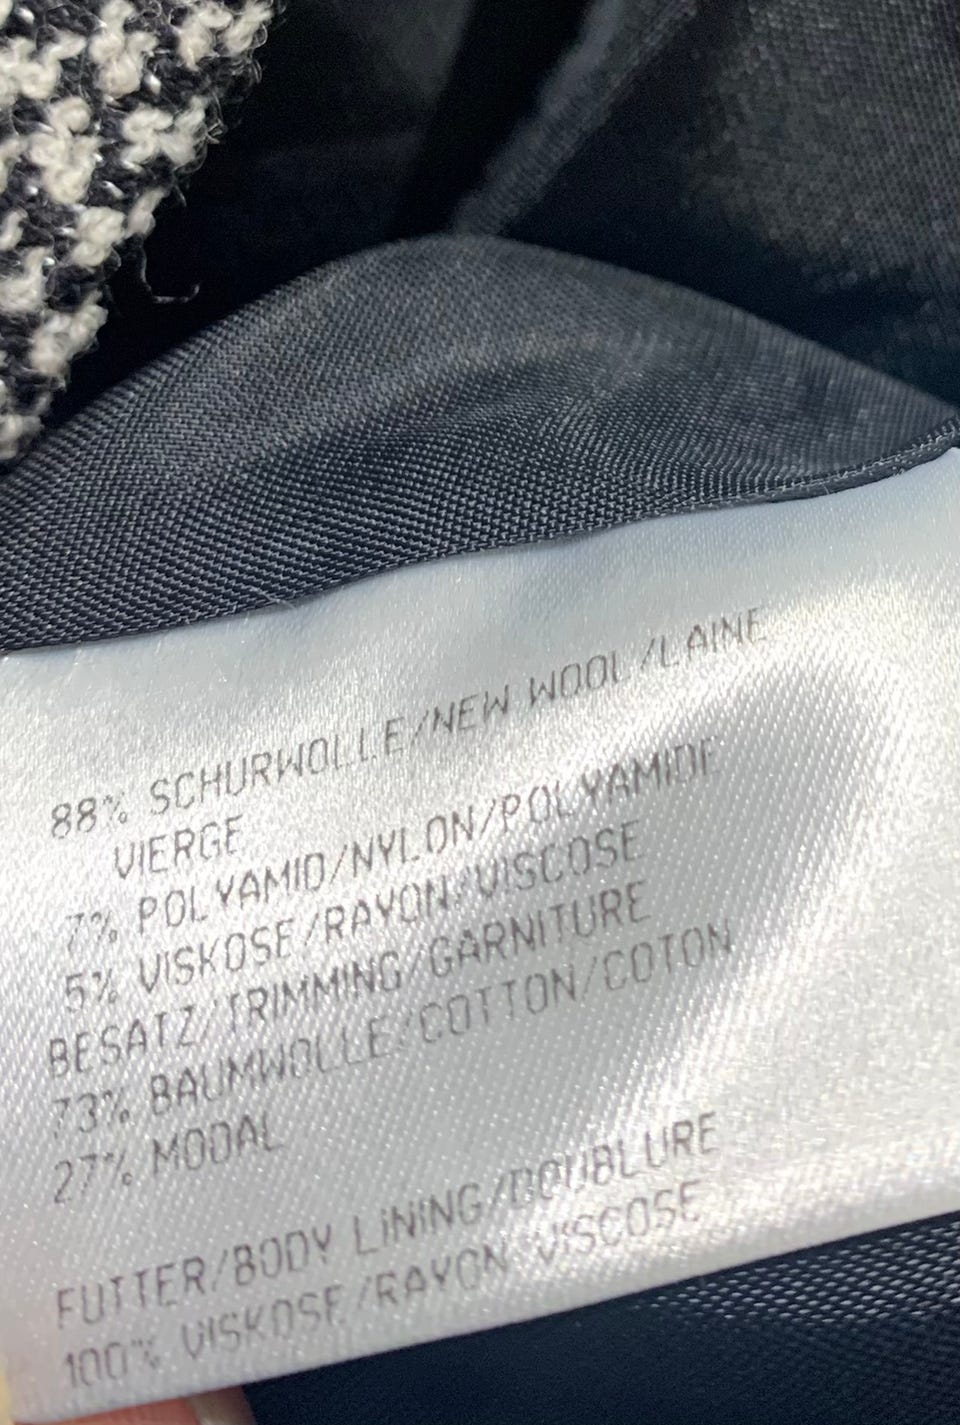 88% SCHURWOLLE/NEW WOOL/LAINE
VIERGE
7% POLYAMID/NYLON/POLYAMIDE
5% VISKOSE/RAYON/VISCOSE
BESATZ/TRIMMING/GARNITURE
73% BAUMWOLLE/COTTON/COTON
27% MODAL
FUTTER/BODY LINING/DOUBLURE
100% VISKOSE/RAYON VISCOSE